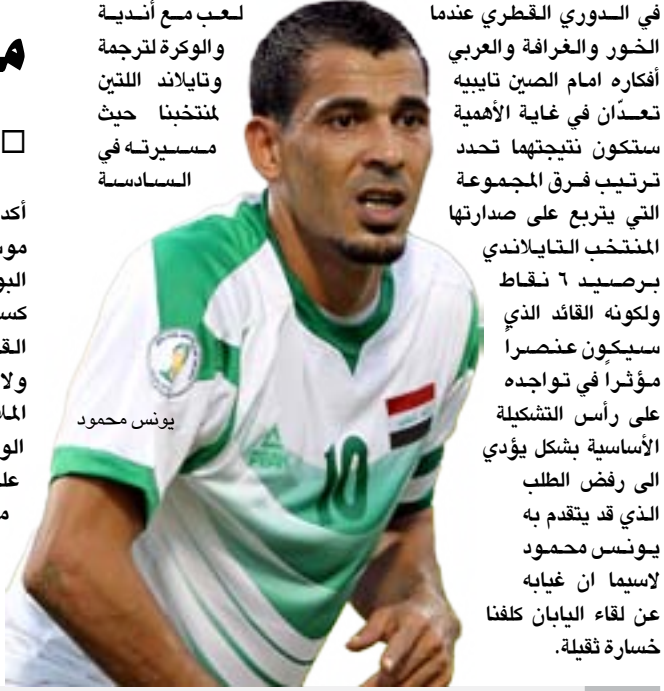 في الدوري القطري عندما لعب مع أندية
الخور والغرافة والعربي والوكرة لترجمة
أفكاره امام الصين تايبيه وتايلاند اللتين
تعدّان في غاية الأهمية لمنتخبنا حيث
ستكون نتيجتهما تحدد مسيرته في
ترتيب فرق المجموعة السادسة
التي يتربع على صدارتها
المنتخب التايلاندي
برصيد ٦ نقاط
ولكونه القائد الذي
سيكون عنصراً
مؤثراً في تواجده
على رأس التشكيلة
الأساسية بشكل يؤدي
الى رفض الطلب
الذي قد يتقدم به
يونس محمود
لاسيما ان غيابه
عن لقاء اليابان كلفنا
خسارة ثقيلة.
يونس محمود
10
أكد